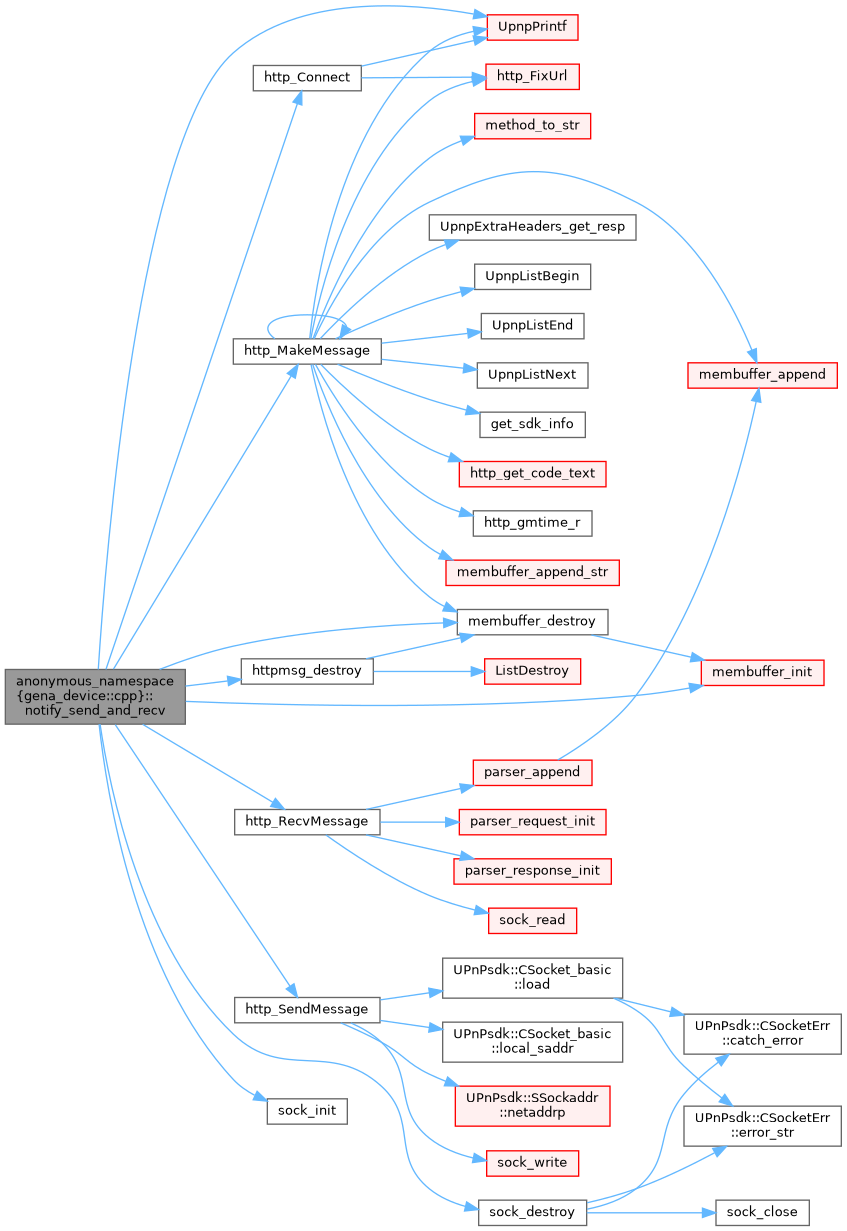 UpnpPrintf
http_Connect
http_FixUrl
method_to_str
UpnpExtraHeaders_get_resp
UpnpListBegin
UpnpListEnd
http_MakeMessage
UpnpListNext
membuffer_append
get_sdk_info
http_get_code_text
http_gmtime_r
membuffer_append_str
membuffer_destroy
httpmsg_destroy
ListDestroy
membuffer_init
anonymous_namespace
{gena_device::cpp}::
notify_send_and_recv
parser_append
http_RecvMessage
parser_request_init
parser_response_init
sock_read
UPnPsdk::CSocket_basic
::load
http_SendMessage
UPnPsdk::CSocketErr
::catch_error
UPnPsdk::CSocket_basic
::local_saddr
UPnPsdk::SSockaddr
::netaddrp
sock_init
UPnPsdk::CSocketErr
::error_str
sock_write
sock_destroy
sock_close